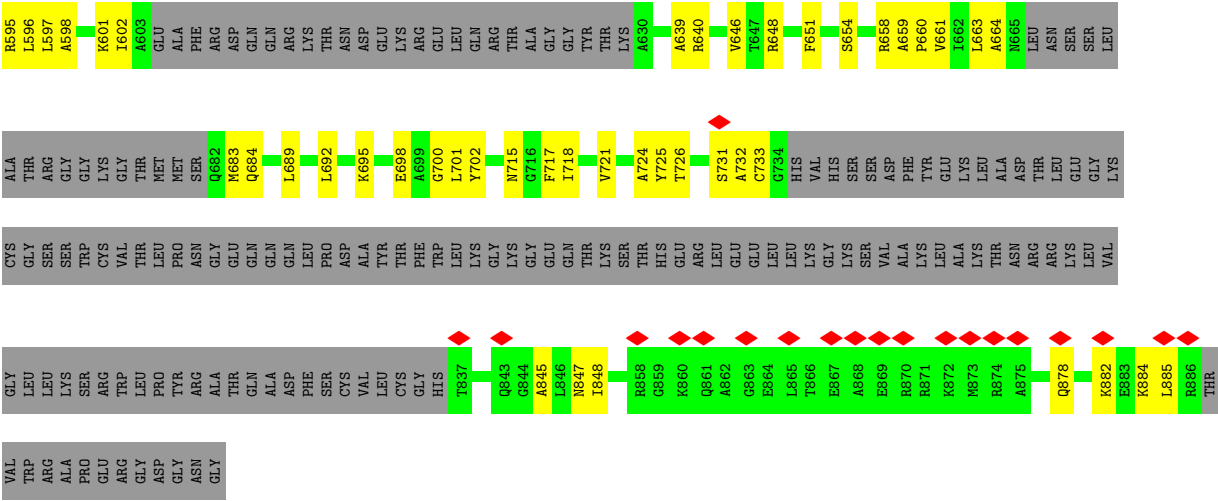 R595 L596 L597 A598 K601 I602 A603 GLU ALA PHE ARG ASP GLN GLN ARG LYS THR ASN ASP GLU LYS ARG GLU LEU GLN ARG THR ALA GLY GLY TYR THR LYS A630 A639 R640 V646 T647 R648 F651 S654 R658 A659 P660 V661 I662 L663 A664 N665 LEU ASN SER SER LEU
ALA THR ARG GLY GLY LYS GLY THR MET MET SER Q682 M683 Q684 L689 L692 K695 E698 A699 G700 L701 Y702 N715 G716 F717 I718 V721 A724 Y725 T726 S731 A732 C733 G734 HIS VAL HIS SER SER ASP PHE TYR GLU LYS LEU ALA ASP THR LEU GLU GLY LYS
CYS GLY SER SER TRP CYS VAL THR LEU PRO ASN GLY GLU GLN GLN GLN LEU PRO ASP ALA TYR THR PHE TRP LEU LYS GLY LYS GLY GLU GLN THR LYS SER THR HIS GLU ARG LEU GLU GLU LEU LEU LYS GLY LYS SER VAL ALA LYS LEU ALA LYS THR ASN ARG ARG LYS LEU VAL
GLY LEU LEU LYS SER ARG TRP LEU PRO TYR ARG ALA THR GLN ALA ASP PHE SER CYS VAL LEU CYS GLY HIS T837 Q843 G844 A845 L846 N847 I848 R858 G859 K860 Q861 A862 G863 E864 L865 T866 E867 A868 E869 R870 R871 K872 M873 R874 A875 Q878 K882 E883 K884 L885 R886 THR
VAL TRP ARG ALA PRO GLU ARG GLY ASP GLY ASN GLY